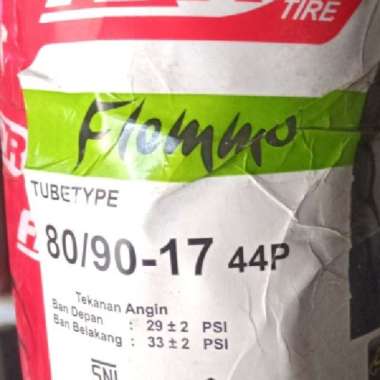 TIRE
Flemmo
TUBETYPE
80/90-17 44P
Tekanan Angin
Ban Depan : 29 ± 2 PSI
Ban Belakang : 33 ± 2 PSI
SNI